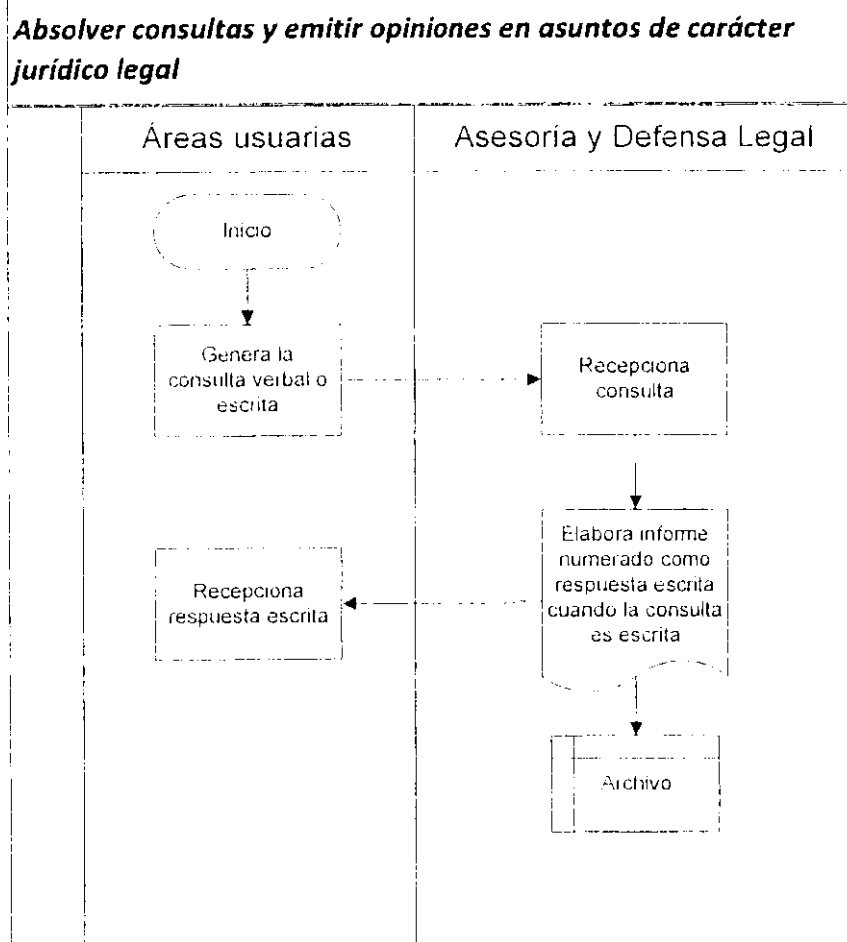 Absolver consultas y emitir opiniones en asuntos de carácter
jurídico legal
Áreas usuarias
Asesoría y Defensa Legal
Inicio
Genera la
consulta verbal o
escrita
Recepciona
consulta
Elabora informe
numerado como
respuesta escrita
cuando la consulta
es escrita
Recepciona
respuesta escrita
Archivo